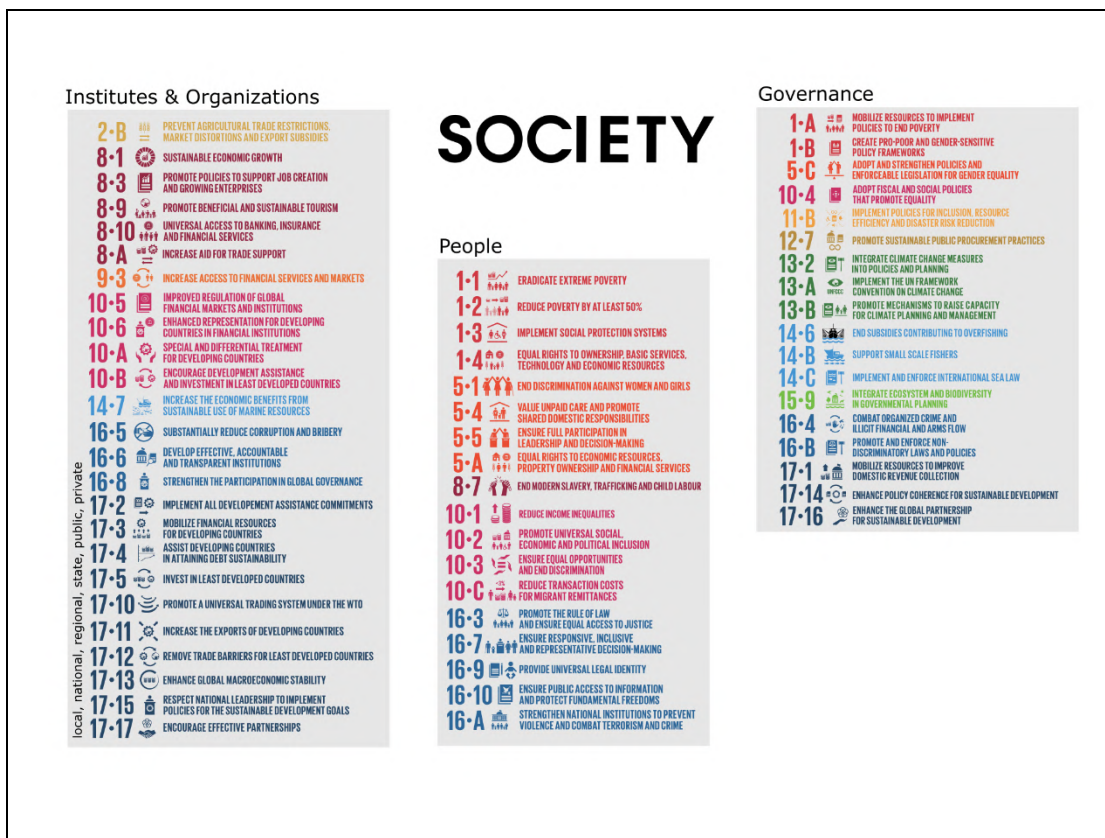 Institutes & Organizations
2•B PREVENT AGRICULTURAL TRADE RESTRICTIONS,
MARKET DISTORTIONS AND EXPORT SUBSIDIES
8•1 SUSTAINABLE ECONOMIC GROWTH
8•3 PROMOTE POLICIES TO SUPPORT JOB CREATION
AND GROWING ENTERPRISES
8•9 PROMOTE BENEFICIAL AND SUSTAINABLE TOURISM
8•10 UNIVERSAL ACCESS TO BANKING, INSURANCE
AND FINANCIAL SERVICES
8•A INCREASE AID FOR TRADE SUPPORT
9•3 INCREASE ACCESS TO FINANCIAL SERVICES AND MARKETS
10•5 IMPROVED REGULATION OF GLOBAL
FINANCIAL MARKETS AND INSTITUTIONS
10•6 ENHANCED REPRESENTATION FOR DEVELOPING
COUNTRIES IN FINANCIAL INSTITUTIONS
10•A SPECIAL AND DIFFERENTIAL TREATMENT
FOR DEVELOPING COUNTRIES
10•B ENCOURAGE DEVELOPMENT ASSISTANCE
AND INVESTMENT IN LEAST DEVELOPED COUNTRIES
14•7 INCREASE THE ECONOMIC BENEFITS FROM
SUSTAINABLE USE OF MARINE RESOURCES
16•5 SUBSTANTIALLY REDUCE CORRUPTION AND BRIBERY
16•6 DEVELOP EFFECTIVE, ACCOUNTABLE
AND TRANSPARENT INSTITUTIONS
16•8 STRENGTHEN THE PARTICIPATION IN GLOBAL GOVERNANCE
17•2 IMPLEMENT ALL DEVELOPEMENT ASSISTANCE COMMITMENTS
17•3 MOBILIZE FINANCIAL RESOURCES
FOR DEVELOPING COUNTRIES
17•4 ASSIST DEVELOPING COUNTRIES
IN ATTAINING DEBT SUSTAINABILITY
17•5 INVEST IN LEAST DEVELOPED COUNTRIES
17•10 PROMOTE A UNIVERSAL TRADING SYSTEM UNDER THE WTO
17•11 INCREASE THE EXPORTS OF DEVELOPING COUNTRIES
17•12 REMOVE TRADE BARRIERS FOR LEAST DEVELOPED COUNTRIES
17•13 ENHANCE GLOBAL MACROECONOMIC STABILITY
17•15 RESPECT NATIONAL LEADERSHIP TO IMPLEMENT
POLICIES FOR THE SUSTAINABLE DEVELOPMENT GOALS
17•17 ENCOURAGE EFFECTIVE PARTNERSHIPS
local, national, regional, state, public, private
SOCIETY
People
1•1 ERADICATE EXTREME POVERTY
1•2 REDUCE POVERTY BY AT LEAST 50%
1•3 IMPLEMENT SOCIAL PROTECTION SYSTEMS
1•4 EQUAL RIGHTS TO OWNERSHIP, BASIC SERVICES,
TECHNOLOGY AND ECONOMIC RESOURCES
5•1 END DISCRIMINATION AGAINST WOMEN AND GIRLS
5•4 VALUE UNPAID CARE AND PROMOTE
SHARED DOMESTIC RESPONSIBILITIES
5•5 ENSURE FULL PARTICIPATION IN
LEADERSHIP AND DECISION-MAKING
5•A EQUAL RIGHTS TO ECONOMIC RESOURCES,
PROPERTY OWNERSHIP AND FINANCIAL SERVICES
8•7 END MODERN SLAVERY, TRAFFICKING AND CHILD LABOUR
10•1 REDUCE INCOME INEQUALITIES
10•2 PROMOTE UNIVERSAL SOCIAL,
ECONOMIC AND POLITICAL INCLUSION
10•3 ENSURE EQUAL OPPORTUNITIES
AND END DISCRIMINATION
10•C REDUCE TRANSACTION COSTS
FOR MIGRANT REMITTANCES
16•3 PROMOTE THE RULE OF LAW
AND ENSURE EQUAL ACCESS TO JUSTICE
16•7 ENSURE RESPONSIVE, INCLUSIVE
AND REPRESENTATIVE DECISION-MAKING
16•9 PROVIDE UNIVERSAL LEGAL IDENTITY
16•10 ENSURE PUBLIC ACCESS TO INFORMATION
AND PROTECT FUNDAMENTAL FREEDOMS
16•A STRENGTHEN NATIONAL INSTITUTIONS TO PREVENT
VIOLENCE AND COMBAT TERRORISM AND CRIME
Governance
1•A MOBILIZE RESOURCES TO IMPLEMENT
POLICIES TO END POVERTY
1•B CREATE PRO-POOR AND GENDER-SENSITIVE
POLICY FRAMEWORKS
5•C ADOPT AND STRENGTHEN POLICIES AND
ENFORCEABLE LEGISLATION FOR GENDER EQUALITY
10•4 ADOPT FISCAL AND SOCIAL POLICIES
THAT PROMOTE EQUALITY
11•B IMPLEMENT POLICIES FOR INCLUSION, RESOURCE
EFFICIENCY AND DISASTER RISK REDUCTION
12•7 PROMOTE SUSTAINABLE PUBLIC PROCUREMENT PRACTICES
13•2 INTEGRATE CLIMATE CHANGE MEASURES
INTO POLICIES AND PLANNING
13•A UNFCCC IMPLEMENT THE UN FRAMEWORK
CONVENTION ON CLIMATE CHANGE
13•B PROMOTE MECHANISMS TO RAISE CAPACITY
FOR CLIMATE PLANNING AND MANAGEMENT
14•6 END SUBSIDIES CONTRIBUTING TO OVERFISHING
14•B SUPPORT SMALL SCALE FISHERS
14•C IMPLEMENT AND ENFORCE INTERNATIONAL SEA LAW
15•9 INTEGRATE ECOSYSTEM AND BIODIVERSITY
IN GOVERNMENTAL PLANNING
16•4 COMBAT ORGANIZED CRIME AND
ILLICIT FINANCIAL AND ARMS FLOW
16•B PROMOTE AND ENFORCE NON-
DISCRIMINATORY LAWS AND POLICIES
17•1 MOBILIZE RESOURCES TO IMPROVE
DOMESTIC REVENUE COLLECTION
17•14 ENHANCE POLICY COHERENCE FOR SUSTAINABLE DEVELOPMENT
17•16 ENHANCE THE GLOBAL PARTNERSHIP
FOR SUSTAINABLE DEVELOPMENT